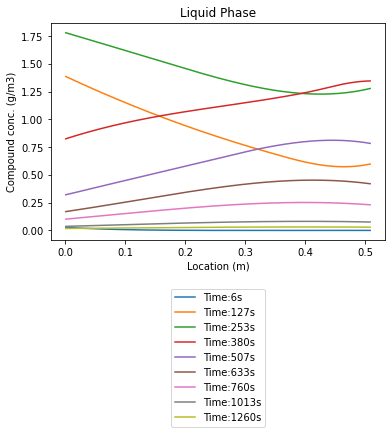 Liquid Phase
Compound conc. (g/m3)
1.75
1.50
1.25
1.00
0.75
0.50
0.25
0.00
0.0 0.1 0.2 0.3 0.4 0.5
Location (m)
Time:6s
Time:127s
Time:253s
Time:380s
Time:507s
Time:633s
Time:760s
Time:1013s
Time:1260s